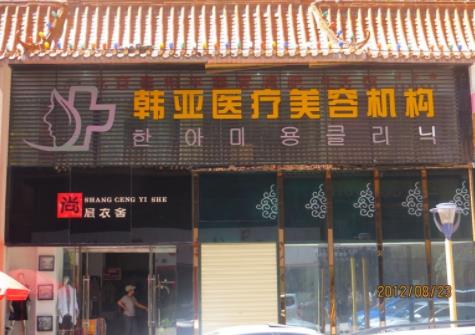 韩亚医疗美容机构
한아미용클리닉
尚 SHANG CENG YI SHE
层衣舍
2012/08/23